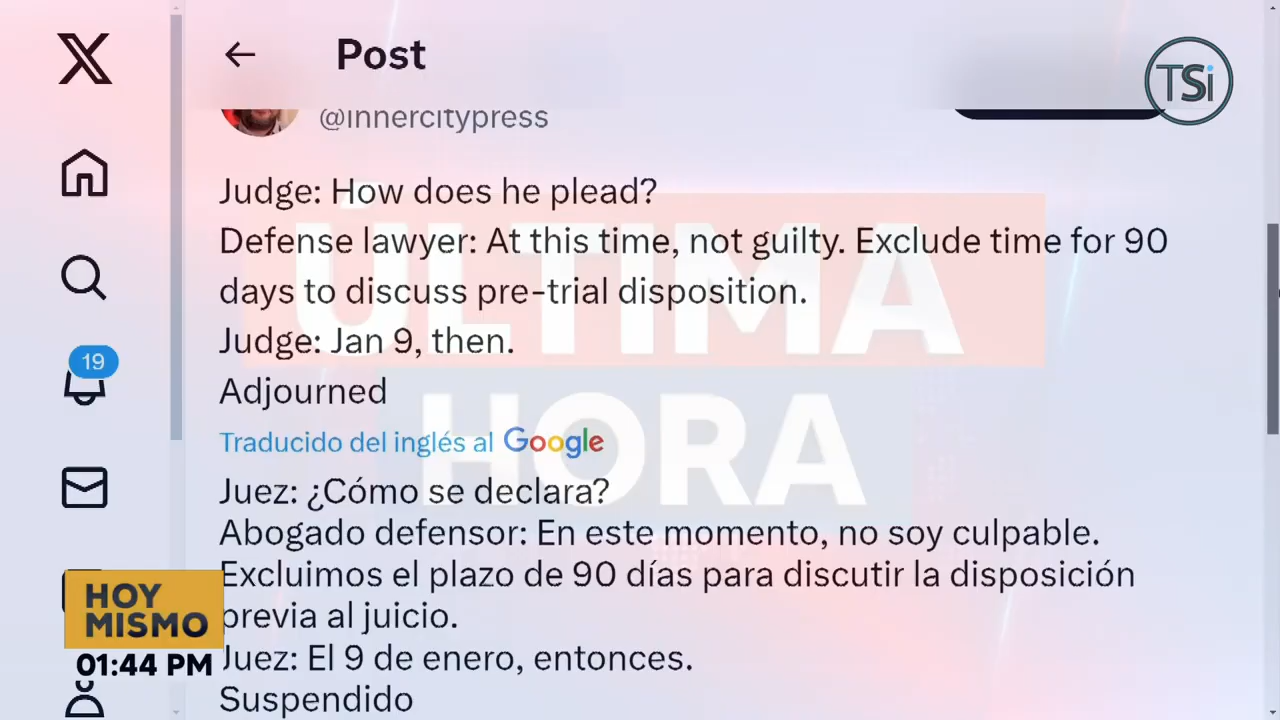 Post
TSi
@innercitypress
Judge: How does he plead?
Defense lawyer: At this time, not guilty. Exclude time for 90
days to discuss pre-trial disposition.
Judge: Jan 9, then.
Adjourned
Traducido del inglés al Google
Juez: ¿Cómo se declara?
Abogado defensor: En este momento, no soy culpable.
Excluimos el plazo de 90 días para discutir la disposición
previa al juicio.
Juez: El 9 de enero, entonces.
Suspendido
ÚLTIMA
HORA
19
HOY
MISMO
01:44 PM